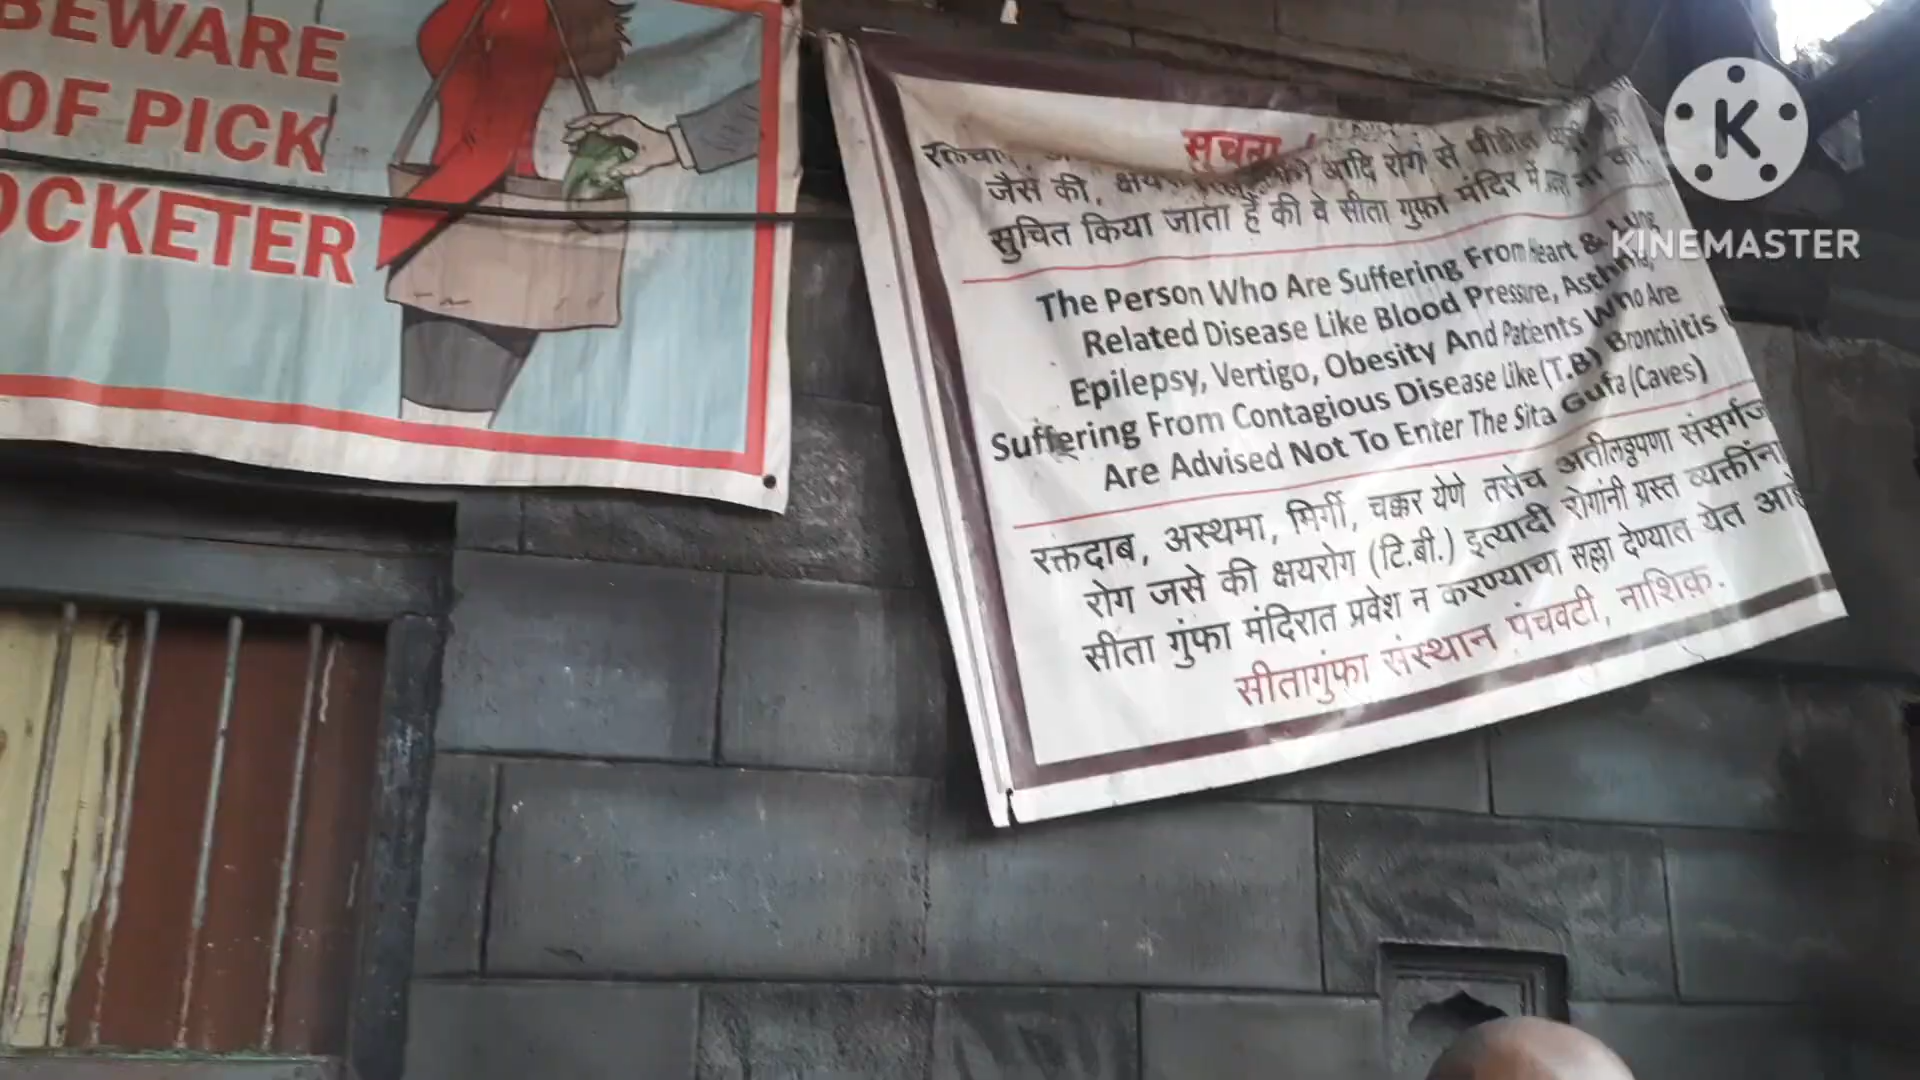 BEWARE
OF PICK
OCKETER
सूचना
जैसे की, आदि रोग से
सुचित किया जाता हैं की वे सीता गुफा मंदिर में
The Person Who Are Suffering From Heart & Lung
Related Disease Like Blood Pressure, Asthma,
Epilepsy, Vertigo, Obesity And Patients Who Are
Suffering From Contagious Disease Like (T.B) Bronchitis
Are Advised Not To Enter The Sita Gufa (Caves)
रक्तदाब, अस्थमा, मिर्गी, चक्कर येणे तसेच अतीलठ्ठपणा संसर्गज
रोग जसे की क्षयरोग (टि.बी.) इत्यादी रोगांनी ग्रस्त व्यक्तींना
सीता गुंफा मंदिरात प्रवेश न करण्याचा सल्ला देण्यात येत आहे
सीतागुंफा संस्थान पंचवटी, नाशिक.
K
KINEMASTER